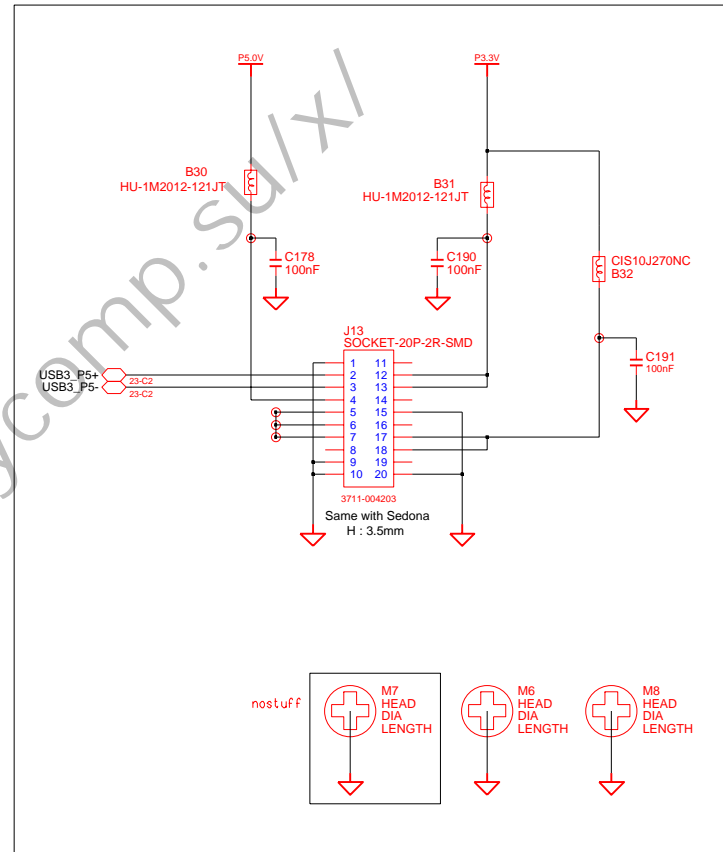 P5.0V
P3.3V
B30
HU-1M2012-121JT
B31
HU-1M2012-121JT
CIS10J270NC
B32
C178
100nF
C190
100nF
C191
100nF
J13
SOCKET-20P-2R-SMD
USB3_P5+
23-C2
USB3_P5-
23-C2
1 11
2 12
3 13
4 14
5 15
6 16
7 17
8 18
9 19
10 20
3711-004203
Same with Sedona
H : 3.5mm
nostuff
M7
HEAD
DIA
LENGTH
M6
HEAD
DIA
LENGTH
M8
HEAD
DIA
LENGTH
ycomp.su/x/